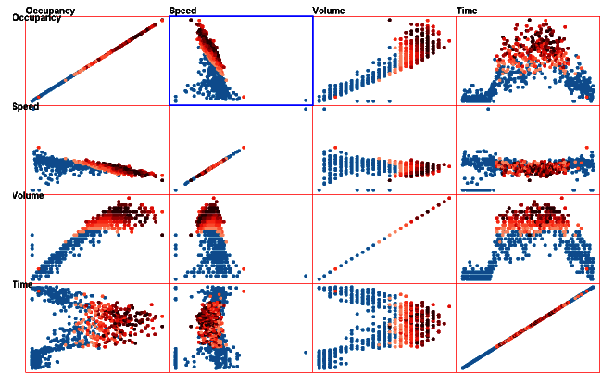 Occupancy Speed Volume Time
Occupancy
Speed
Volume
Time